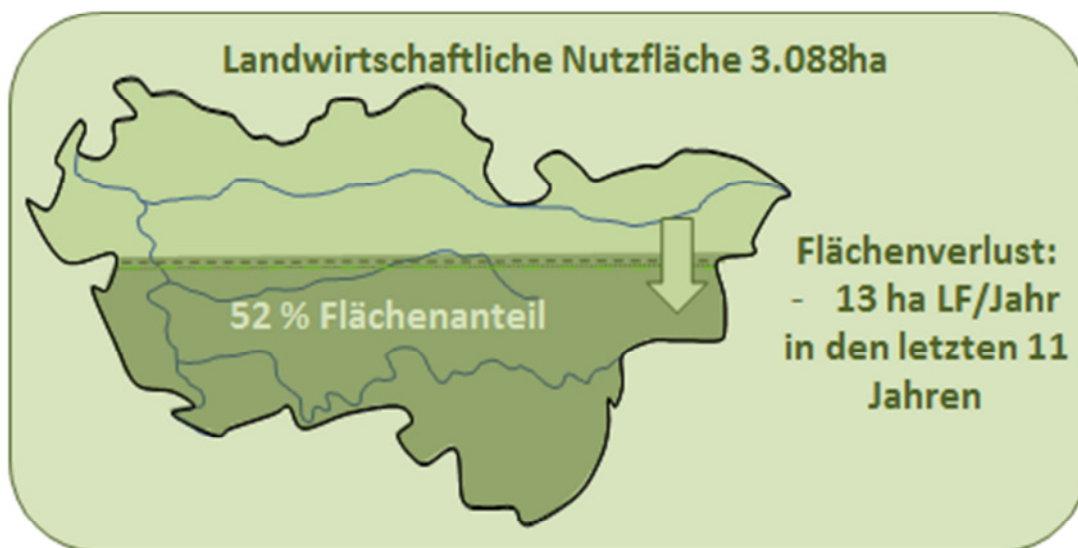 Landwirtschaftliche Nutzfläche 3.088ha
52 % Flächenanteil
Flächenverlust:
- 13 ha LF/Jahr
in den letzten 11
Jahren